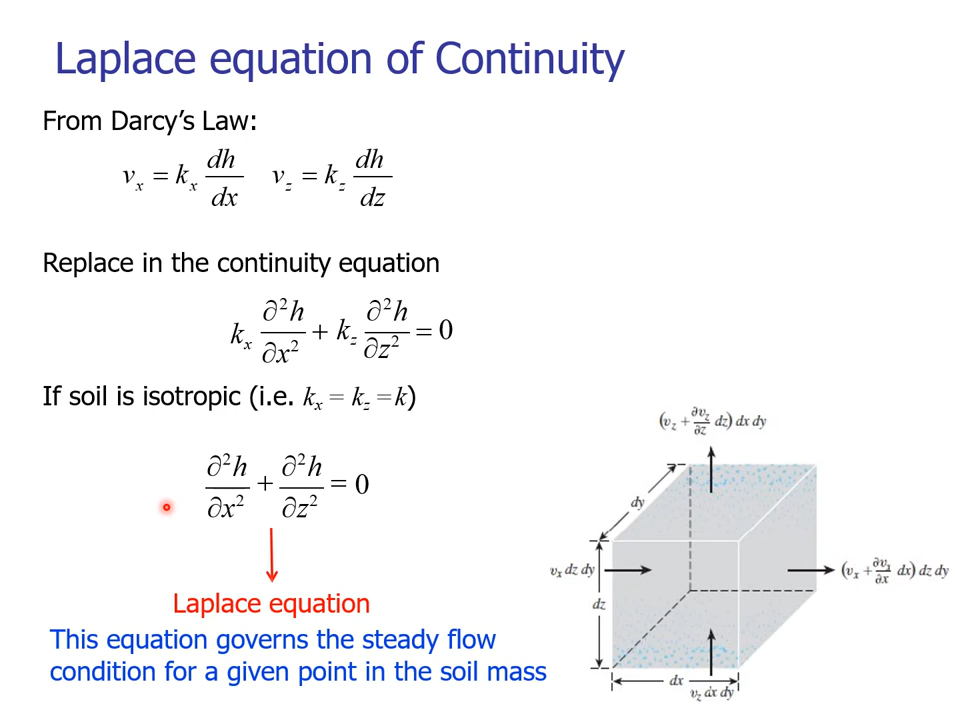 Laplace equation of Continuity
From Darcy's Law:
v_x = k_x dh/dx   v_z = k_z dh/dz
Replace in the continuity equation
k_x ∂²h/∂x² + k_z ∂²h/∂z² = 0
If soil is isotropic (i.e. k_x = k_z =k)
∂²h/∂x² + ∂²h/∂z² = 0
Laplace equation
This equation governs the steady flow
condition for a given point in the soil mass
(v_z + ∂v_z/∂z dz) dx dy
dy
v_x dz dy
(v_x + ∂v_x/∂x dx) dz dy
dz
dx
v_z dx dy